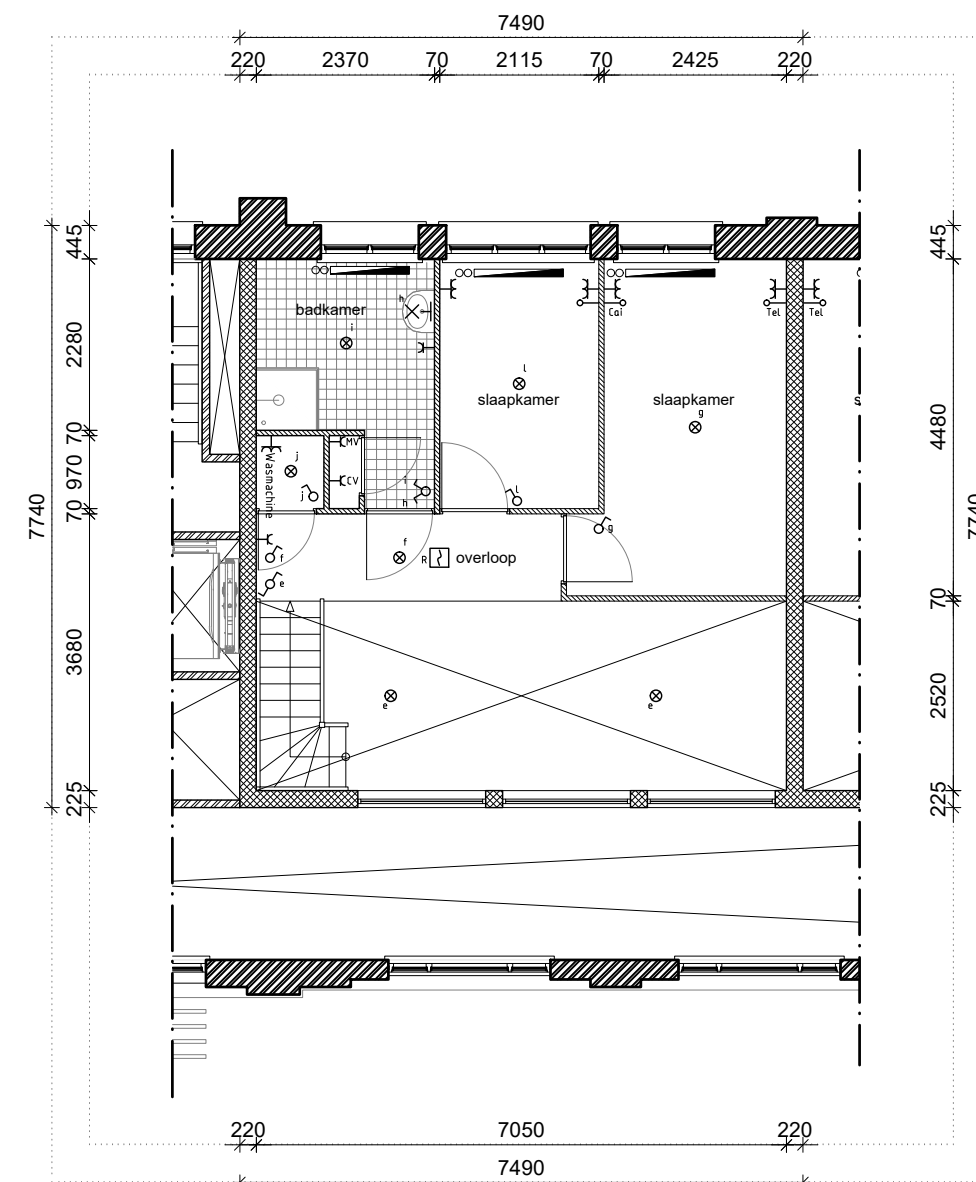 7490
220 2370 70 2115 70 2425 220
445
2280
70
970
70
3680
225
7740
445
4480
70
2520
225
7740
badkamer
h
i
l
slaapkamer
slaapkamer
g
Cai
Tel
Tel
s
MV
CV
j
j
Wasmachine
i
h
l
g
f
e
f
R
overloop
e
e
220 7050 220
7490